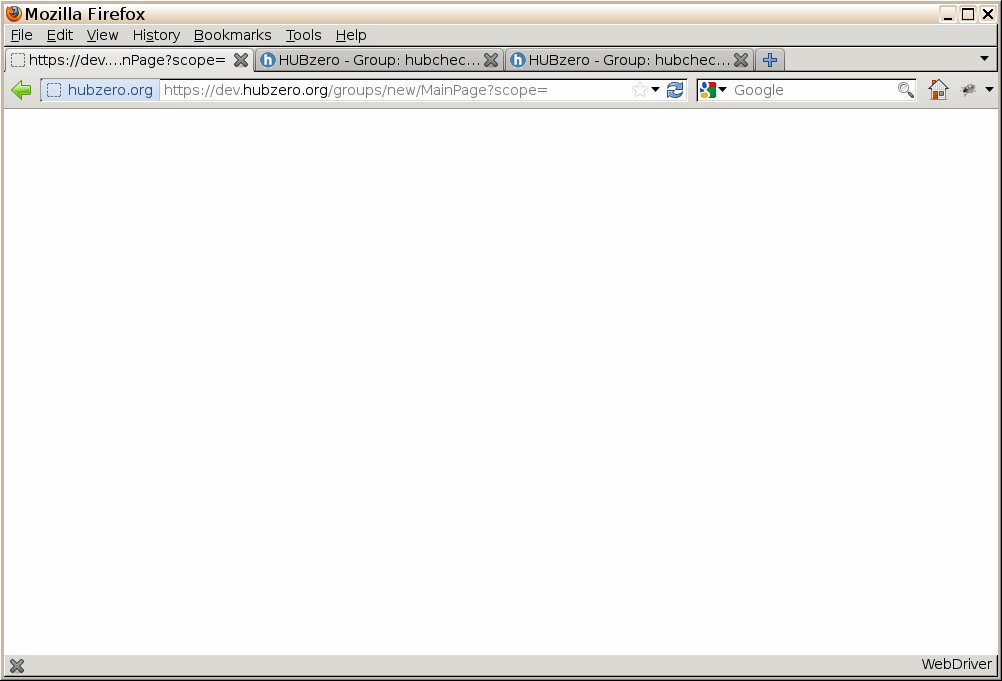 Mozilla Firefox
File Edit View History Bookmarks Tools Help
https://dev....nPage?scope= HUBzero - Group: hubchec... HUBzero - Group: hubchec...
hubzero.org https://dev.hubzero.org/groups/new/MainPage?scope= Google
WebDriver